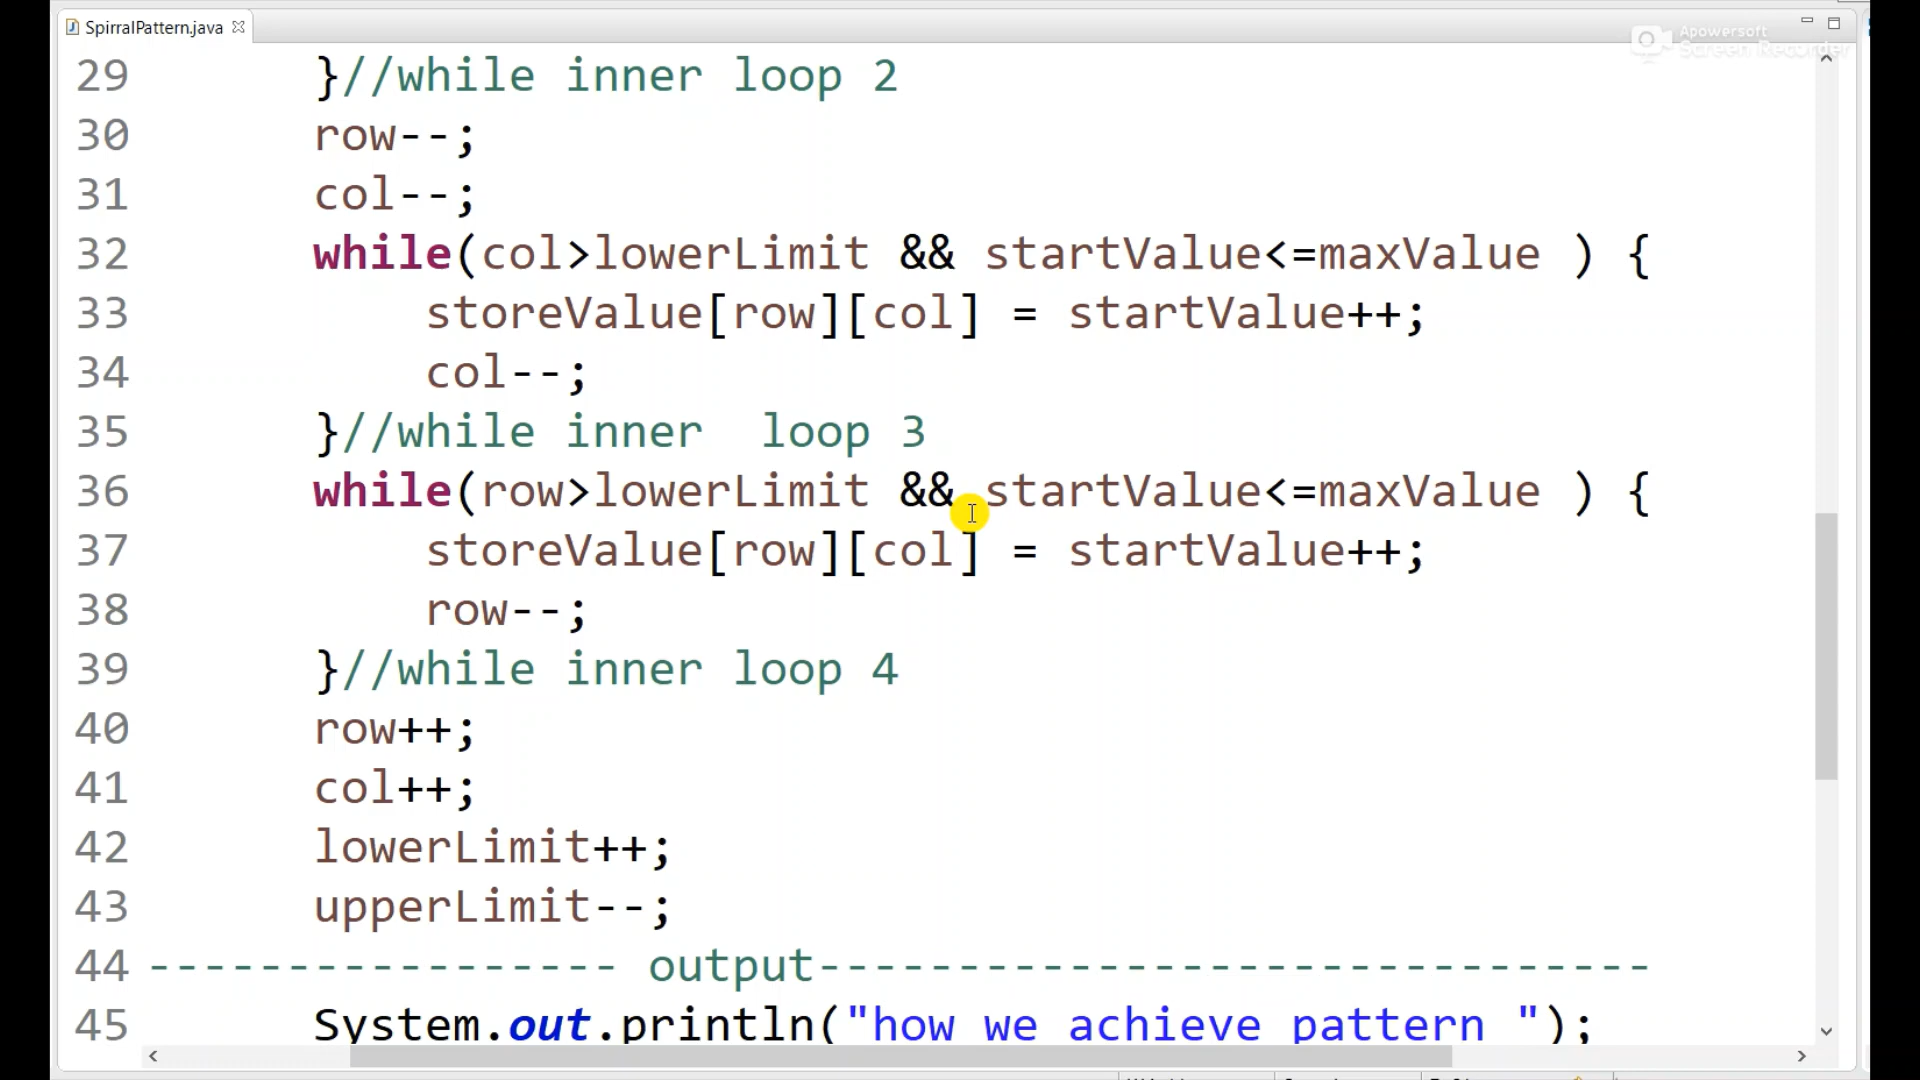 SpirralPattern.java
Apowersoft
Screen Recorder
29 }//while inner loop 2
30 row--;
31 col--;
32 while(col>lowerLimit && startValue<=maxValue ) {
33 storeValue[row][col] = startValue++;
34 col--;
35 }//while inner  loop 3
36 while(row>lowerLimit && startValue<=maxValue ) {
37 storeValue[row][col] = startValue++;
38 row--;
39 }//while inner loop 4
40 row++;
41 col++;
42 lowerLimit++;
43 upperLimit--;
44 ----------------- output------------------------------
45 System.out.println("how we achieve pattern ");